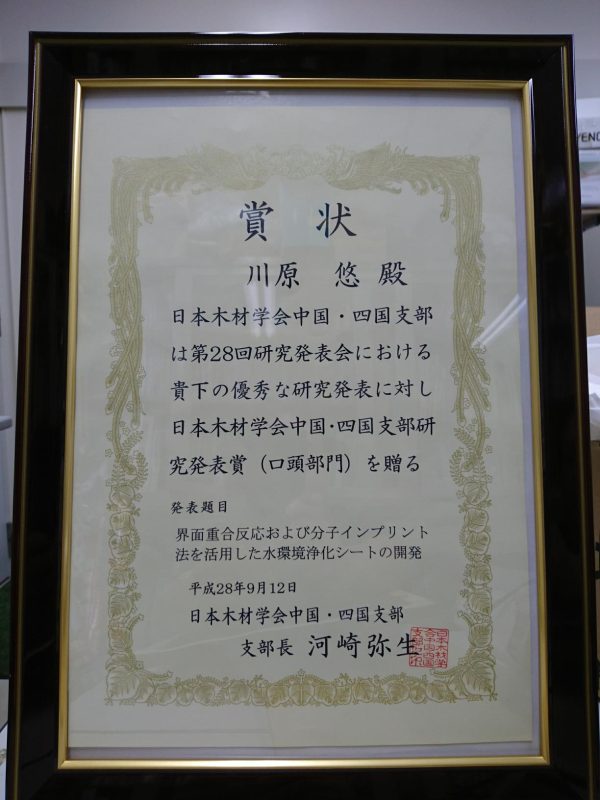 賞状
川原 悠 殿
日本木材学会中国・四国支部
は第28回研究発表会における
貴下の優秀な研究発表に対し
日本木材学会中国・四国支部研
究発表賞（口頭部門）を贈る
発表題目
界面重合反応および分子インプリント
法を活用した水環境浄化シートの開発
平成28年9月12日
日本木材学会中国・四国支部
支部長 河崎弥生